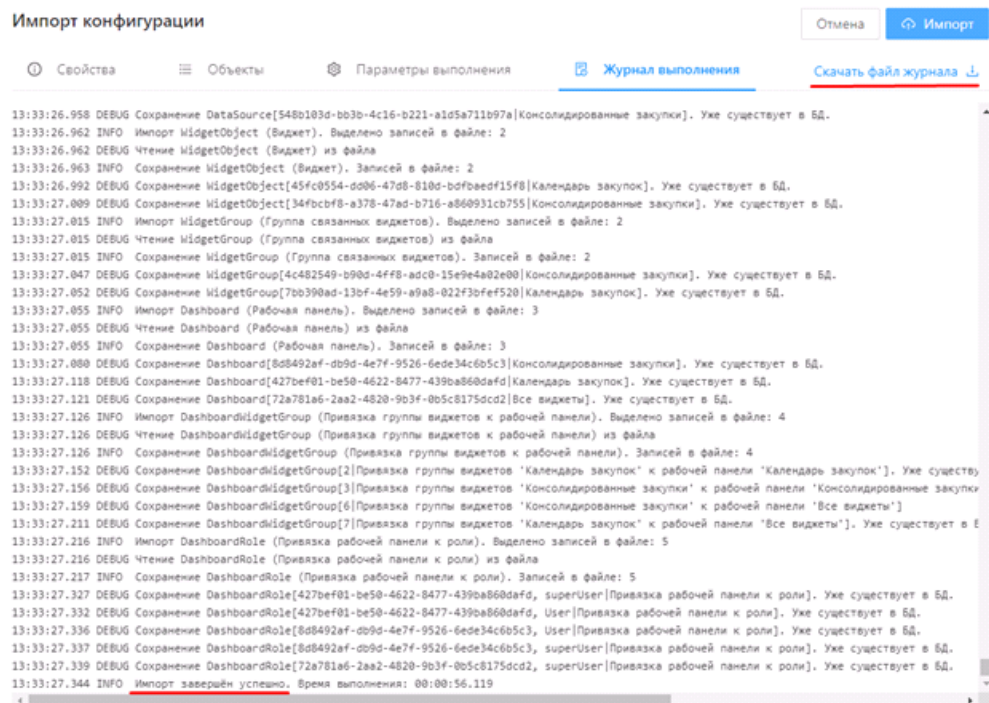 Импорт конфигурации
Отмена
Импорт
Свойства
Объекты
Параметры выполнения
Журнал выполнения
Скачать файл журнала
13:33:26.958 DEBUG Сохранение DataSource[548b103d-bb3b-4c16-b221-a1d5a711b97a|Консолидированные закупки]. Уже существует в БД.
13:33:26.962 INFO Импорт WidgetObject (Виджет). Выделено записей в файле: 2
13:33:26.962 DEBUG Чтение WidgetObject (Виджет) из файла
13:33:26.963 INFO Сохранение WidgetObject (Виджет). Записей в файле: 2
13:33:26.992 DEBUG Сохранение WidgetObject[45fc0554-dd06-47d8-810d-bdfbaedf15f8|Календарь закупок]. Уже существует в БД.
13:33:27.009 DEBUG Сохранение WidgetObject[34fbcbf8-a378-47ad-b716-a860931cb755|Консолидированные закупки]. Уже существует в БД.
13:33:27.015 INFO Импорт WidgetGroup (Группа связанных виджетов). Выделено записей в файле: 2
13:33:27.015 DEBUG Чтение WidgetGroup (Группа связанных виджетов) из файла
13:33:27.015 INFO Сохранение WidgetGroup (Группа связанных виджетов). Записей в файле: 2
13:33:27.047 DEBUG Сохранение WidgetGroup[4c482549-b90d-4ff8-adc0-15e9e4a02e00|Консолидированные закупки]. Уже существует в БД.
13:33:27.052 DEBUG Сохранение WidgetGroup[7bb390ad-13bf-4e59-a9a8-022f3bfef520|Календарь закупок]. Уже существует в БД.
13:33:27.055 INFO Импорт Dashboard (Рабочая панель). Выделено записей в файле: 3
13:33:27.055 DEBUG Чтение Dashboard (Рабочая панель) из файла
13:33:27.055 INFO Сохранение Dashboard (Рабочая панель). Записей в файле: 3
13:33:27.080 DEBUG Сохранение Dashboard[8d8492af-db9d-4e7f-9526-6ede34c6b5c3|Консолидированные закупки]. Уже существует в БД.
13:33:27.118 DEBUG Сохранение Dashboard[427bef01-be50-4622-8477-439ba860dafd|Календарь закупок]. Уже существует в БД.
13:33:27.121 DEBUG Сохранение Dashboard[72a781a6-2aa2-4820-9b3f-0b5c8175dcd2|Все виджеты]. Уже существует в БД.
13:33:27.126 INFO Импорт DashboardWidgetGroup (Привязка группы виджетов к рабочей панели). Выделено записей в файле: 4
13:33:27.126 DEBUG Чтение DashboardWidgetGroup (Привязка группы виджетов к рабочей панели) из файла
13:33:27.126 INFO Сохранение DashboardWidgetGroup (Привязка группы виджетов к рабочей панели). Записей в файле: 4
13:33:27.152 DEBUG Сохранение DashboardWidgetGroup[2|Привязка группы виджетов 'Календарь закупок' к рабочей панели 'Календарь закупок']. Уже существу
13:33:27.156 DEBUG Сохранение DashboardWidgetGroup[3|Привязка группы виджетов 'Консолидированные закупки' к рабочей панели 'Консолидированные закупки
13:33:27.159 DEBUG Сохранение DashboardWidgetGroup[6|Привязка группы виджетов 'Консолидированные закупки' к рабочей панели 'Все виджеты']
13:33:27.211 DEBUG Сохранение DashboardWidgetGroup[7|Привязка группы виджетов 'Календарь закупок' к рабочей панели 'Все виджеты']. Уже существует в Б
13:33:27.216 INFO Импорт DashboardRole (Привязка рабочей панели к роли). Выделено записей в файле: 5
13:33:27.216 DEBUG Чтение DashboardRole (Привязка рабочей панели к роли) из файла
13:33:27.217 INFO Сохранение DashboardRole (Привязка рабочей панели к роли). Записей в файле: 5
13:33:27.327 DEBUG Сохранение DashboardRole[427bef01-be50-4622-8477-439ba860dafd, superUser|Привязка рабочей панели к роли]. Уже существует в БД.
13:33:27.332 DEBUG Сохранение DashboardRole[427bef01-be50-4622-8477-439ba860dafd, User|Привязка рабочей панели к роли]. Уже существует в БД.
13:33:27.336 DEBUG Сохранение DashboardRole[8d8492af-db9d-4e7f-9526-6ede34c6b5c3, User|Привязка рабочей панели к роли]. Уже существует в БД.
13:33:27.337 DEBUG Сохранение DashboardRole[8d8492af-db9d-4e7f-9526-6ede34c6b5c3, superUser|Привязка рабочей панели к роли]. Уже существует в БД.
13:33:27.339 DEBUG Сохранение DashboardRole[72a781a6-2aa2-4820-9b3f-0b5c8175dcd2, superUser|Привязка рабочей панели к роли]. Уже существует в БД.
13:33:27.344 INFO Импорт завершён успешно. Время выполнения: 00:00:56.119